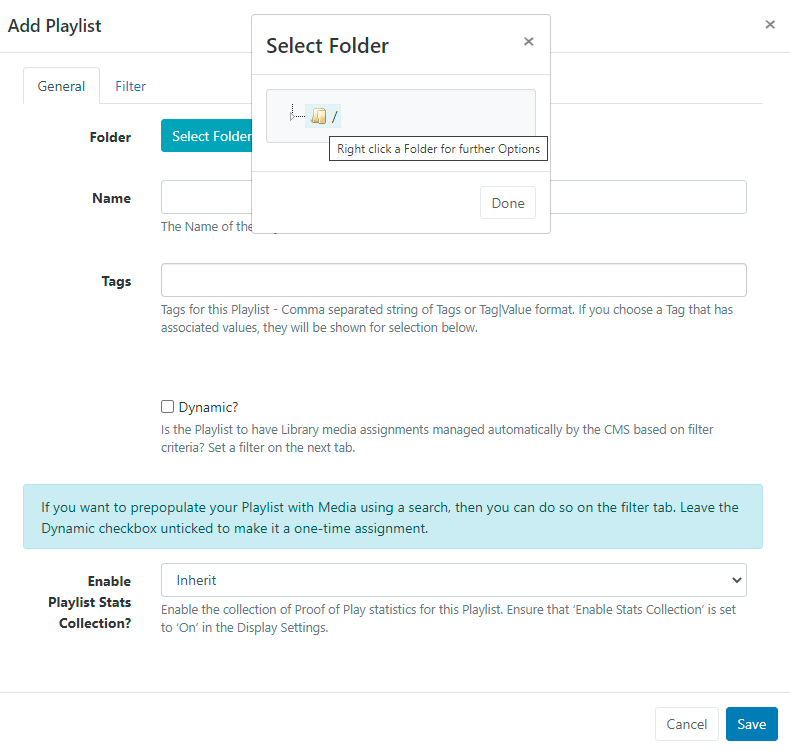 Add Playlist
×
Select Folder
×
General
Filter
/
Folder
Select Folder
Right click a Folder for further Options
Done
Name
The Name of the
Tags
Tags for this Playlist - Comma separated string of Tags or Tag|Value format. If you choose a Tag that has
associated values, they will be shown for selection below.
Dynamic?
Is the Playlist to have Library media assignments managed automatically by the CMS based on filter
criteria? Set a filter on the next tab.
If you want to prepopulate your Playlist with Media using a search, then you can do so on the filter tab. Leave the
Dynamic checkbox unticked to make it a one-time assignment.
Enable
Playlist Stats
Collection?
Inherit
Enable the collection of Proof of Play statistics for this Playlist. Ensure that ‘Enable Stats Collection’ is set
to ‘On’ in the Display Settings.
Cancel
Save